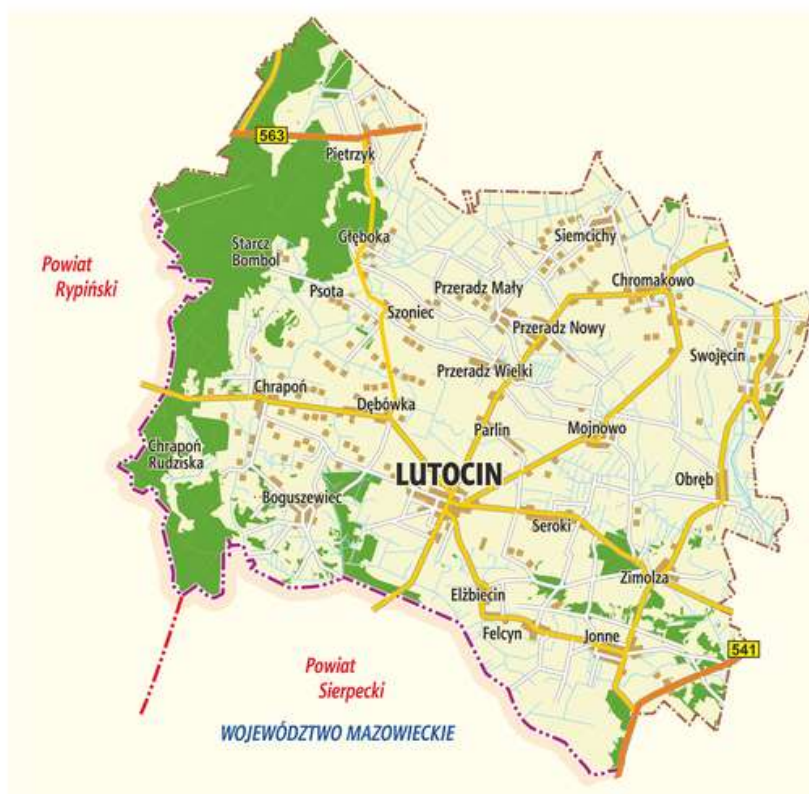 563
Pietrzyk
Głęboka
Siemcichy
Starcz
Bombol
Powiat
Rypiński
Psota
Przeradz Mały
Chromakowo
Szoniec
Przeradz Nowy
Swojęcin
Przeradz Wielki
Chrapoń
Dębówka
Parlin
Mojnowo
Chrapoń
Rudziska
LUTOCIN
Obręb
Boguszewiec
Seroki
Zimolza
Elżbiecin
Felcyn
Jonne
541
Powiat
Sierpecki
WOJEWÓDZTWO MAZOWIECKIE